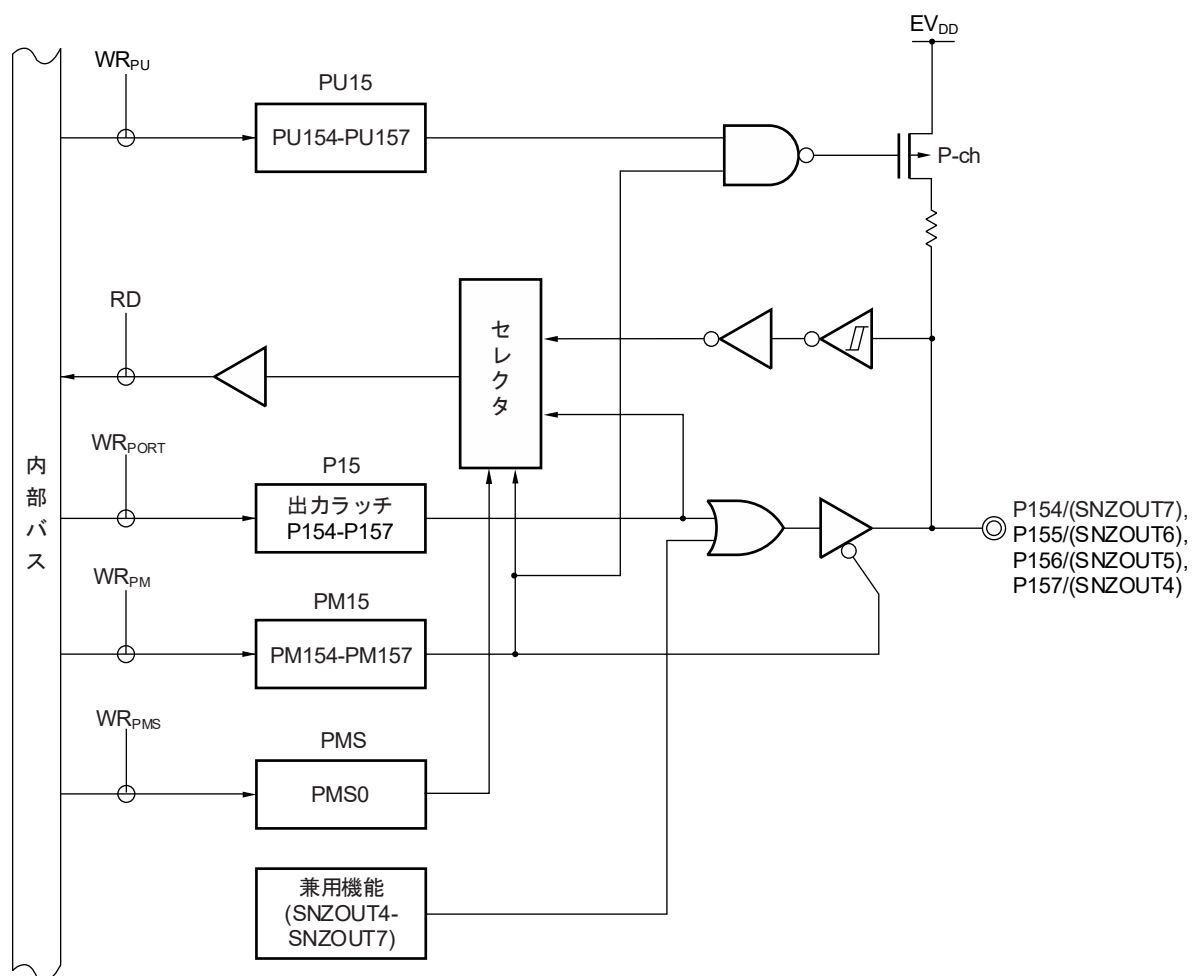 EVDD
WRPU
PU15
PU154-PU157
P-ch
RD
セレクタ
WRPORT
P15
出力ラッチ
P154-P157
内部バス
P154/(SNZOUT7),
P155/(SNZOUT6),
P156/(SNZOUT5),
P157/(SNZOUT4)
WRPM
PM15
PM154-PM157
WRPMS
PMS
PMS0
兼用機能
(SNZOUT4-
SNZOUT7)